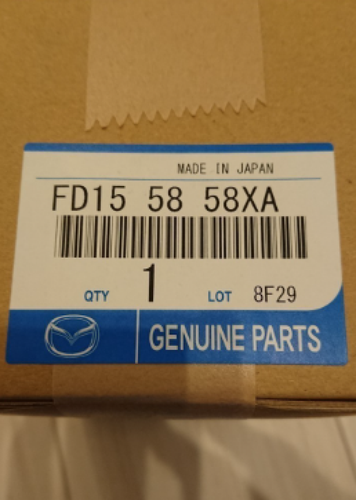 MADE IN JAPAN
FD15 58 58XA
QTY 1 LOT 8F29
GENUINE PARTS